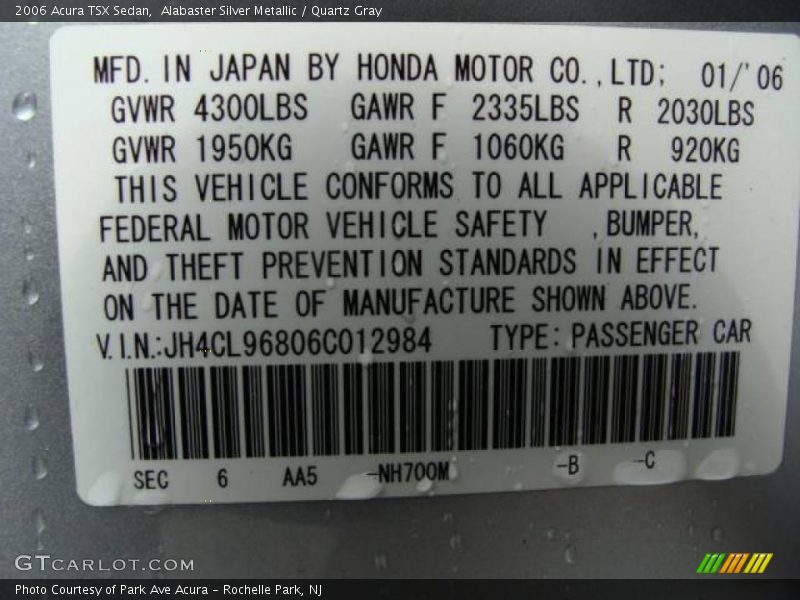 2006 Acura TSX Sedan, Alabaster Silver Metallic / Quartz Gray
MFD. IN JAPAN BY HONDA MOTOR CO.,LTD; 01/'06
GVWR 4300LBS GAWR F 2335LBS R 2030LBS
GVWR 1950KG GAWR F 1060KG R 920KG
THIS VEHICLE CONFORMS TO ALL APPLICABLE
FEDERAL MOTOR VEHICLE SAFETY ,BUMPER,
AND THEFT PREVENTION STANDARDS IN EFFECT
ON THE DATE OF MANUFACTURE SHOWN ABOVE.
V.I.N.:JH4CL96806C012984 TYPE: PASSENGER CAR
SEC 6 AA5 -NH700M -B -C
GTCARLOT.COM
Photo Courtesy of Park Ave Acura - Rochelle Park, NJ